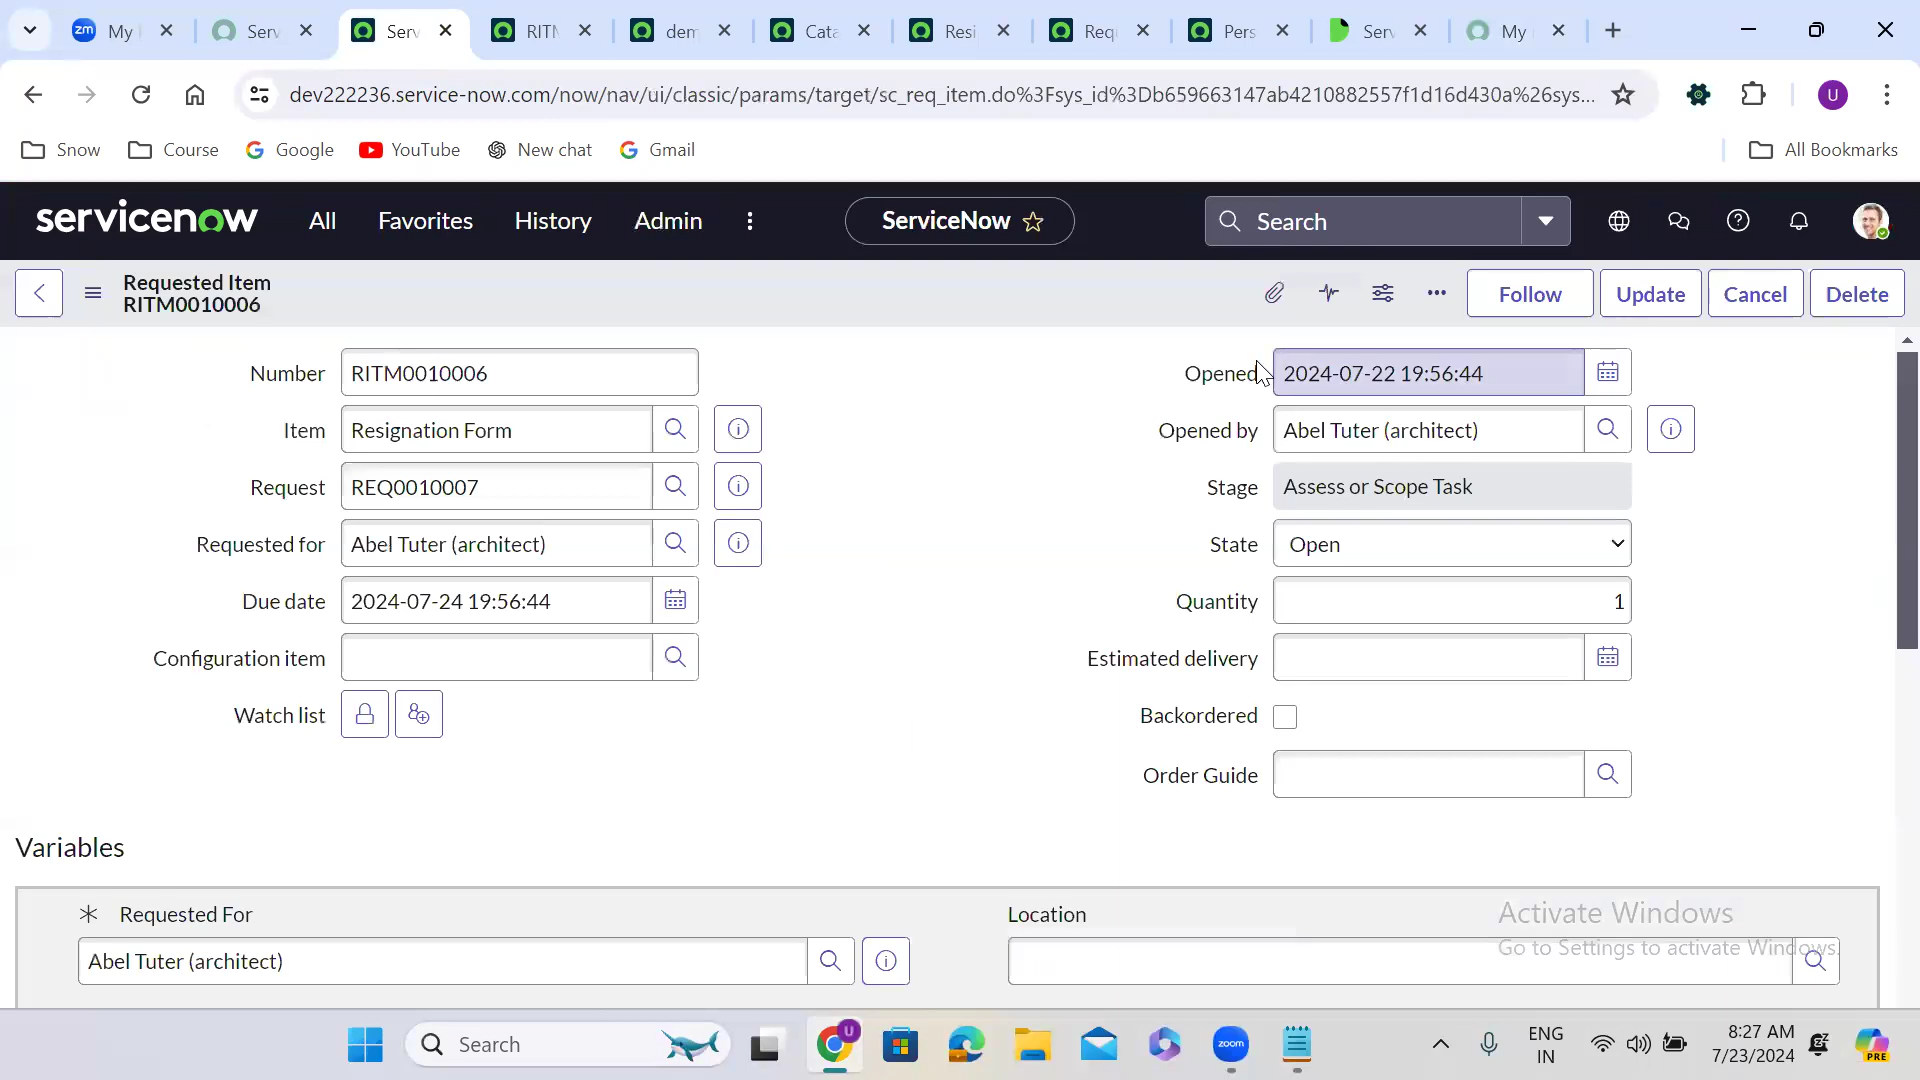 zm My
Serv
Serv
RITM
dem
Cata
Resi
Requ
Pers
Serv
My
dev222236.service-now.com/now/nav/ui/classic/params/target/sc_req_item.do%3Fsys_id%3Db659663147ab4210882557f1d16d430a%26sys...
U
Snow Course Google YouTube New chat Gmail All Bookmarks
servicenow All Favorites History Admin ServiceNow Search
Requested Item
RITM0010006
Follow Update Cancel Delete
Number RITM0010006 Opened 2024-07-22 19:56:44
Item Resignation Form Opened by Abel Tuter (architect)
Request REQ0010007 Stage Assess or Scope Task
Requested for Abel Tuter (architect) State Open
Due date 2024-07-24 19:56:44 Quantity 1
Configuration item Estimated delivery
Watch list Backordered
Order Guide
Variables
Requested For Location
Abel Tuter (architect)
Activate Windows
Go to Settings to activate Windows.
Search U zoom ENG IN 8:27 AM
7/23/2024 PRE